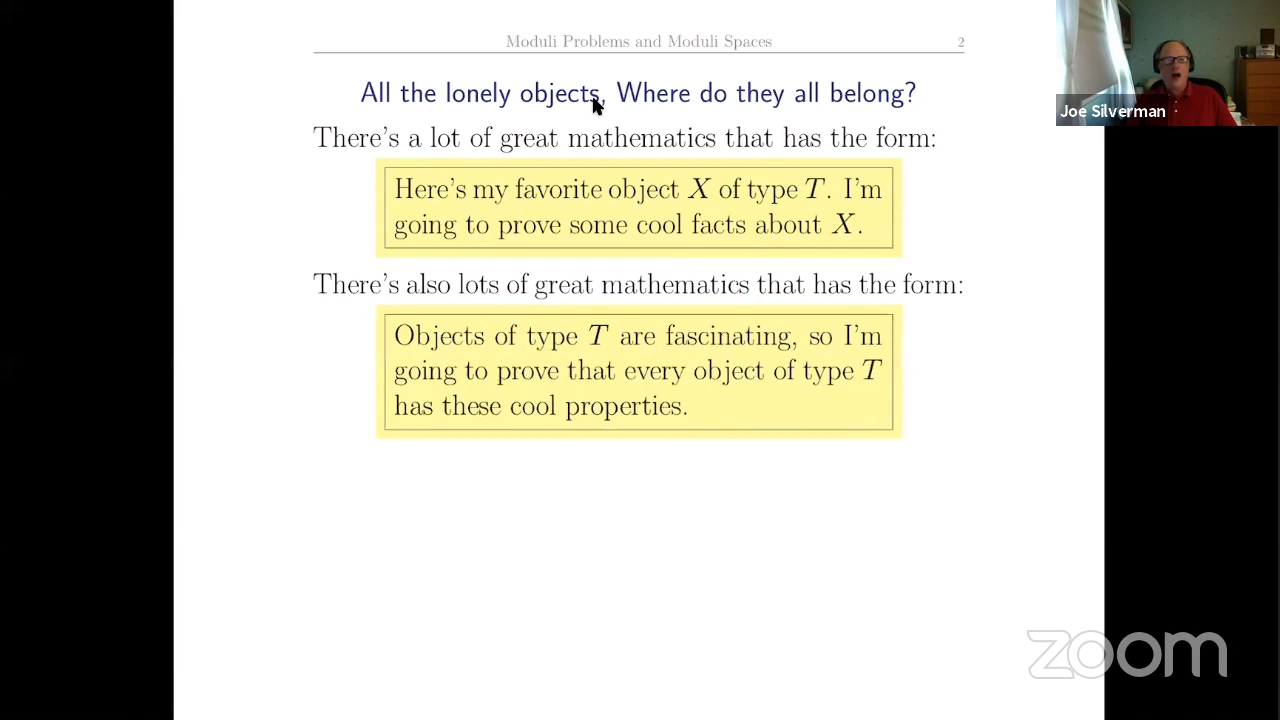 Moduli Problems and Moduli Spaces 2
All the lonely objects, Where do they all belong?
There's a lot of great mathematics that has the form:
Here's my favorite object X of type T. I'm
going to prove some cool facts about X.
There's also lots of great mathematics that has the form:
Objects of type T are fascinating, so I'm
going to prove that every object of type T
has these cool properties.
Joe Silverman
zoom